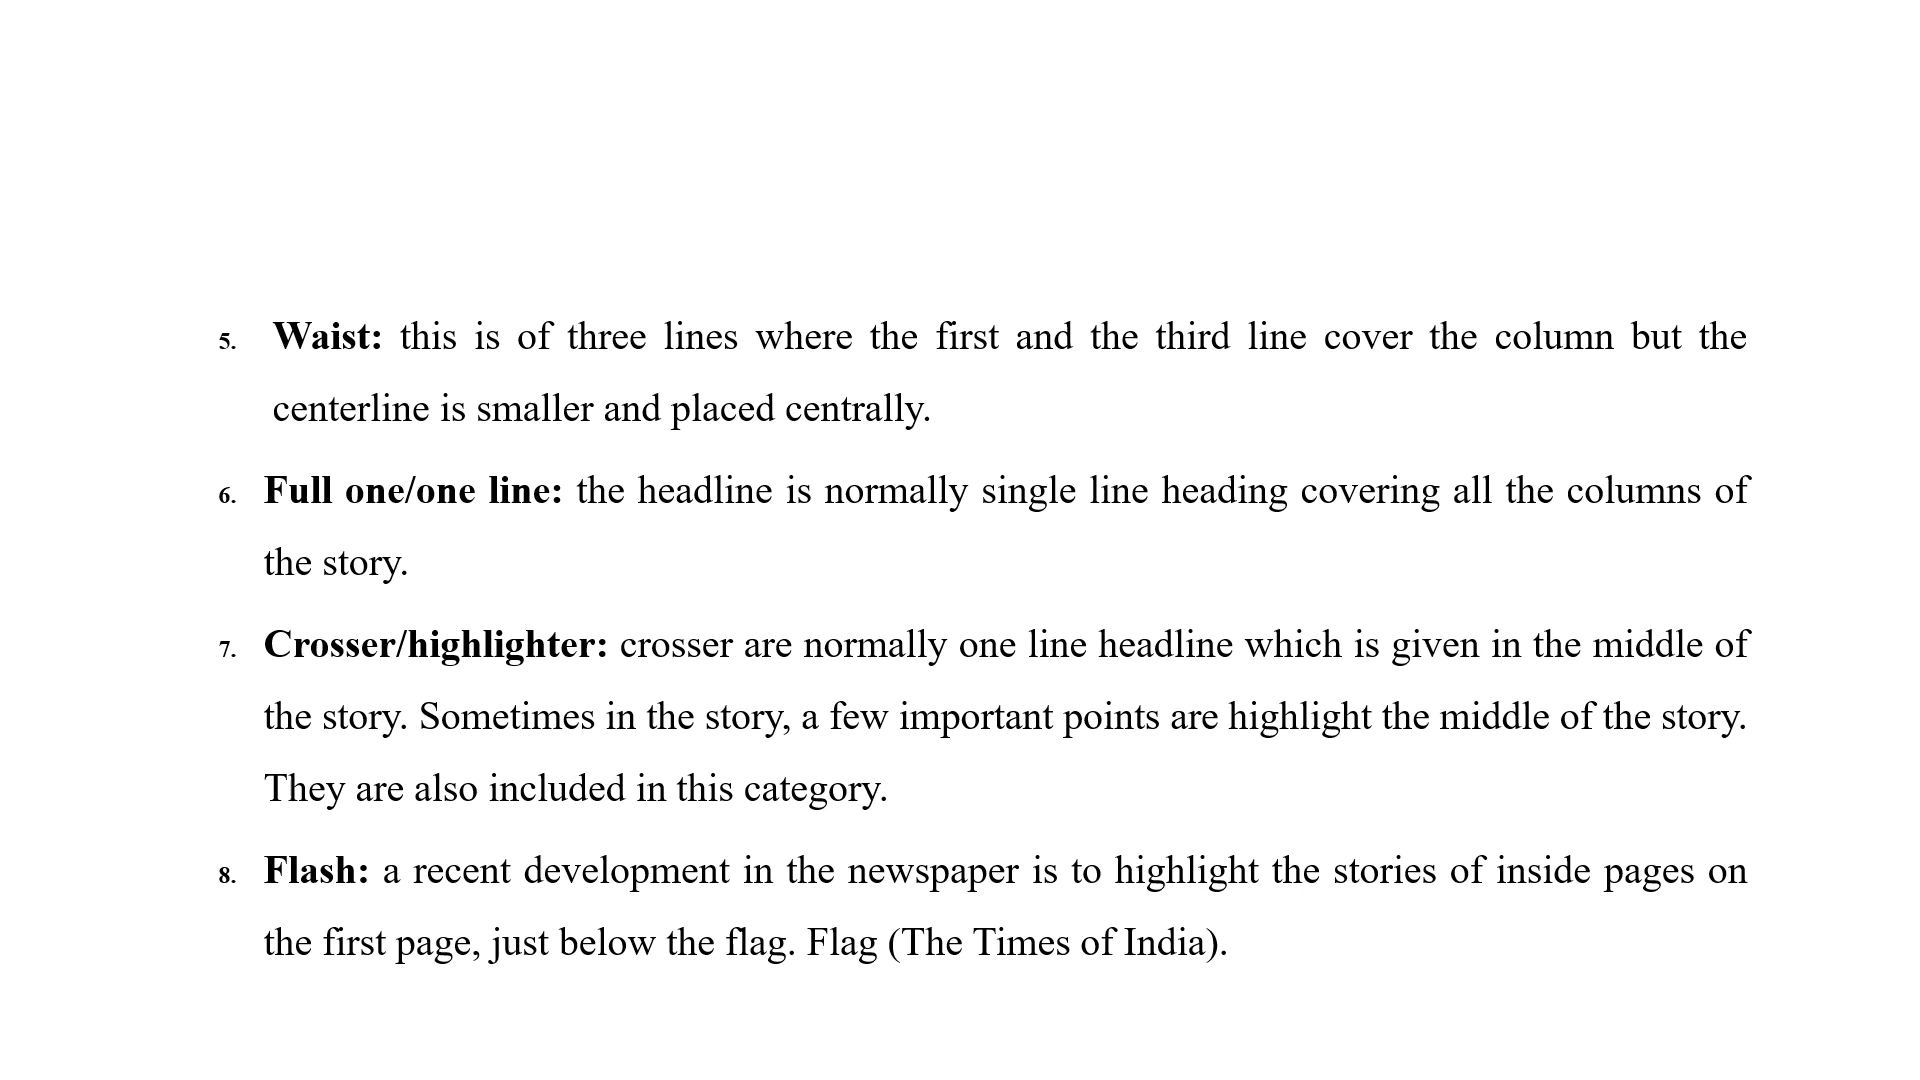 5. Waist: this is of three lines where the first and the third line cover the column but the
centerline is smaller and placed centrally.
6. Full one/one line: the headline is normally single line heading covering all the columns of
the story.
7. Crosser/highlighter: crosser are normally one line headline which is given in the middle of
the story. Sometimes in the story, a few important points are highlight the middle of the story.
They are also included in this category.
8. Flash: a recent development in the newspaper is to highlight the stories of inside pages on
the first page, just below the flag. Flag (The Times of India).